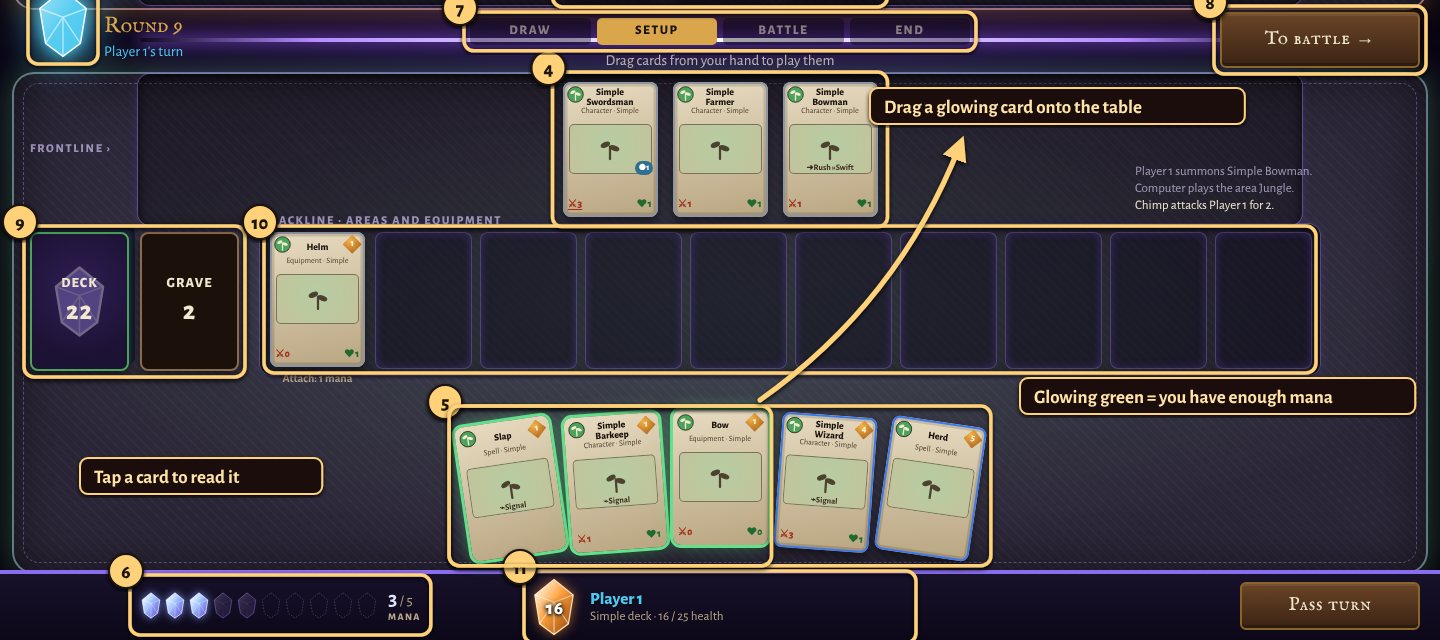 Round 9
Player 1's turn
7
DRAW
SETUP
BATTLE
END
8
To battle →
Drag cards from your hand to play them
4
Simple
Swordsman
Character · Simple
1
3
1
Simple
Farmer
Character · Simple
1
1
Simple
Bowman
Character · Simple
➔Rush »Swift
1
1
Drag a glowing card onto the table
FRONTLINE ›
Player 1 summons Simple Bowman.
Computer plays the area Jungle.
Chimp attacks Player 1 for 2.
9
DECK
22
GRAVE
2
10
ACKLINE · AREAS AND EQUIPMENT
Helm
1
Equipment · Simple
0
1
Attach: 1 mana
Glowing green = you have enough mana
5
Slap
1
Spell · Simple
Signal
Simple
Barkeep
1
Character · Simple
Signal
1
1
Bow
1
Equipment · Simple
0
0
Simple
Wizard
4
Character · Simple
Signal
3
1
Herd
5
Spell · Simple
Tap a card to read it
6
3 / 5
MANA
11
16
Player 1
Simple deck · 16 / 25 health
Pass turn